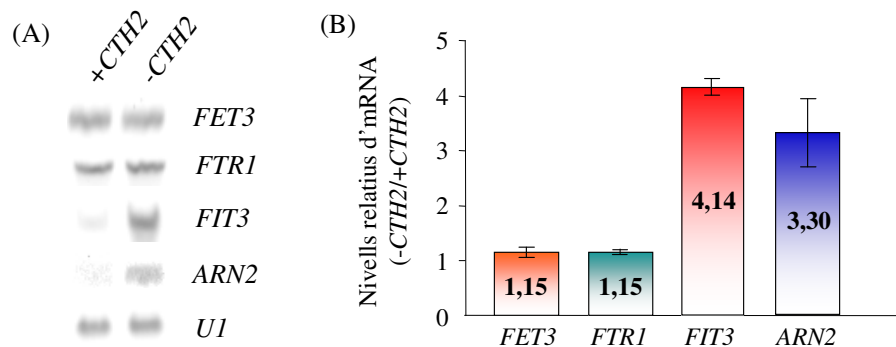 (A)
+CTH2
-CTH2
FET3
FTR1
FIT3
ARN2
U1
(B)
Nivells relatius d’mRNA
(-CTH2/+CTH2)
5
4
3
2
1
0
1,15
1,15
4,14
3,30
FET3
FTR1
FIT3
ARN2